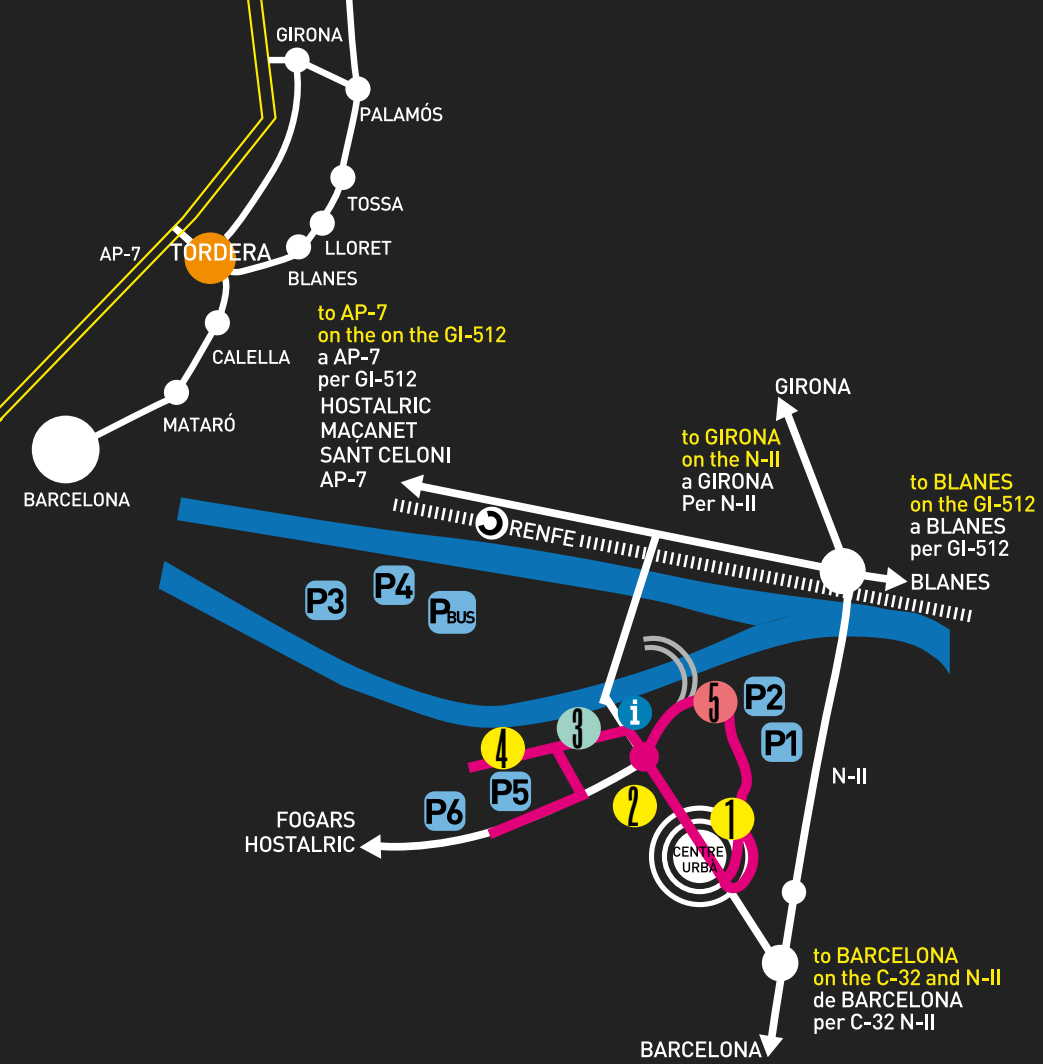 GIRONA
PALAMÓS
TOSSA
LLORET
BLANES
AP-7
TORDERA
CALELLA
MATARÓ
BARCELONA
to AP-7
on the on the GI-512
a AP-7
per GI-512
HOSTALRIC
MAÇANET
SANT CELONI
AP-7
GIRONA
to GIRONA
on the N-II
a GIRONA
Per N-II
to BLANES
on the GI-512
a BLANES
per GI-512
BLANES
RENFE
P3
P4
PBUS
i
5
P2
P1
3
4
P5
P6
2
1
N-II
FOGARS
HOSTALRIC
CENTRE
URBÀ
to BARCELONA
on the C-32 and N-II
de BARCELONA
per C-32 N-II
BARCELONA